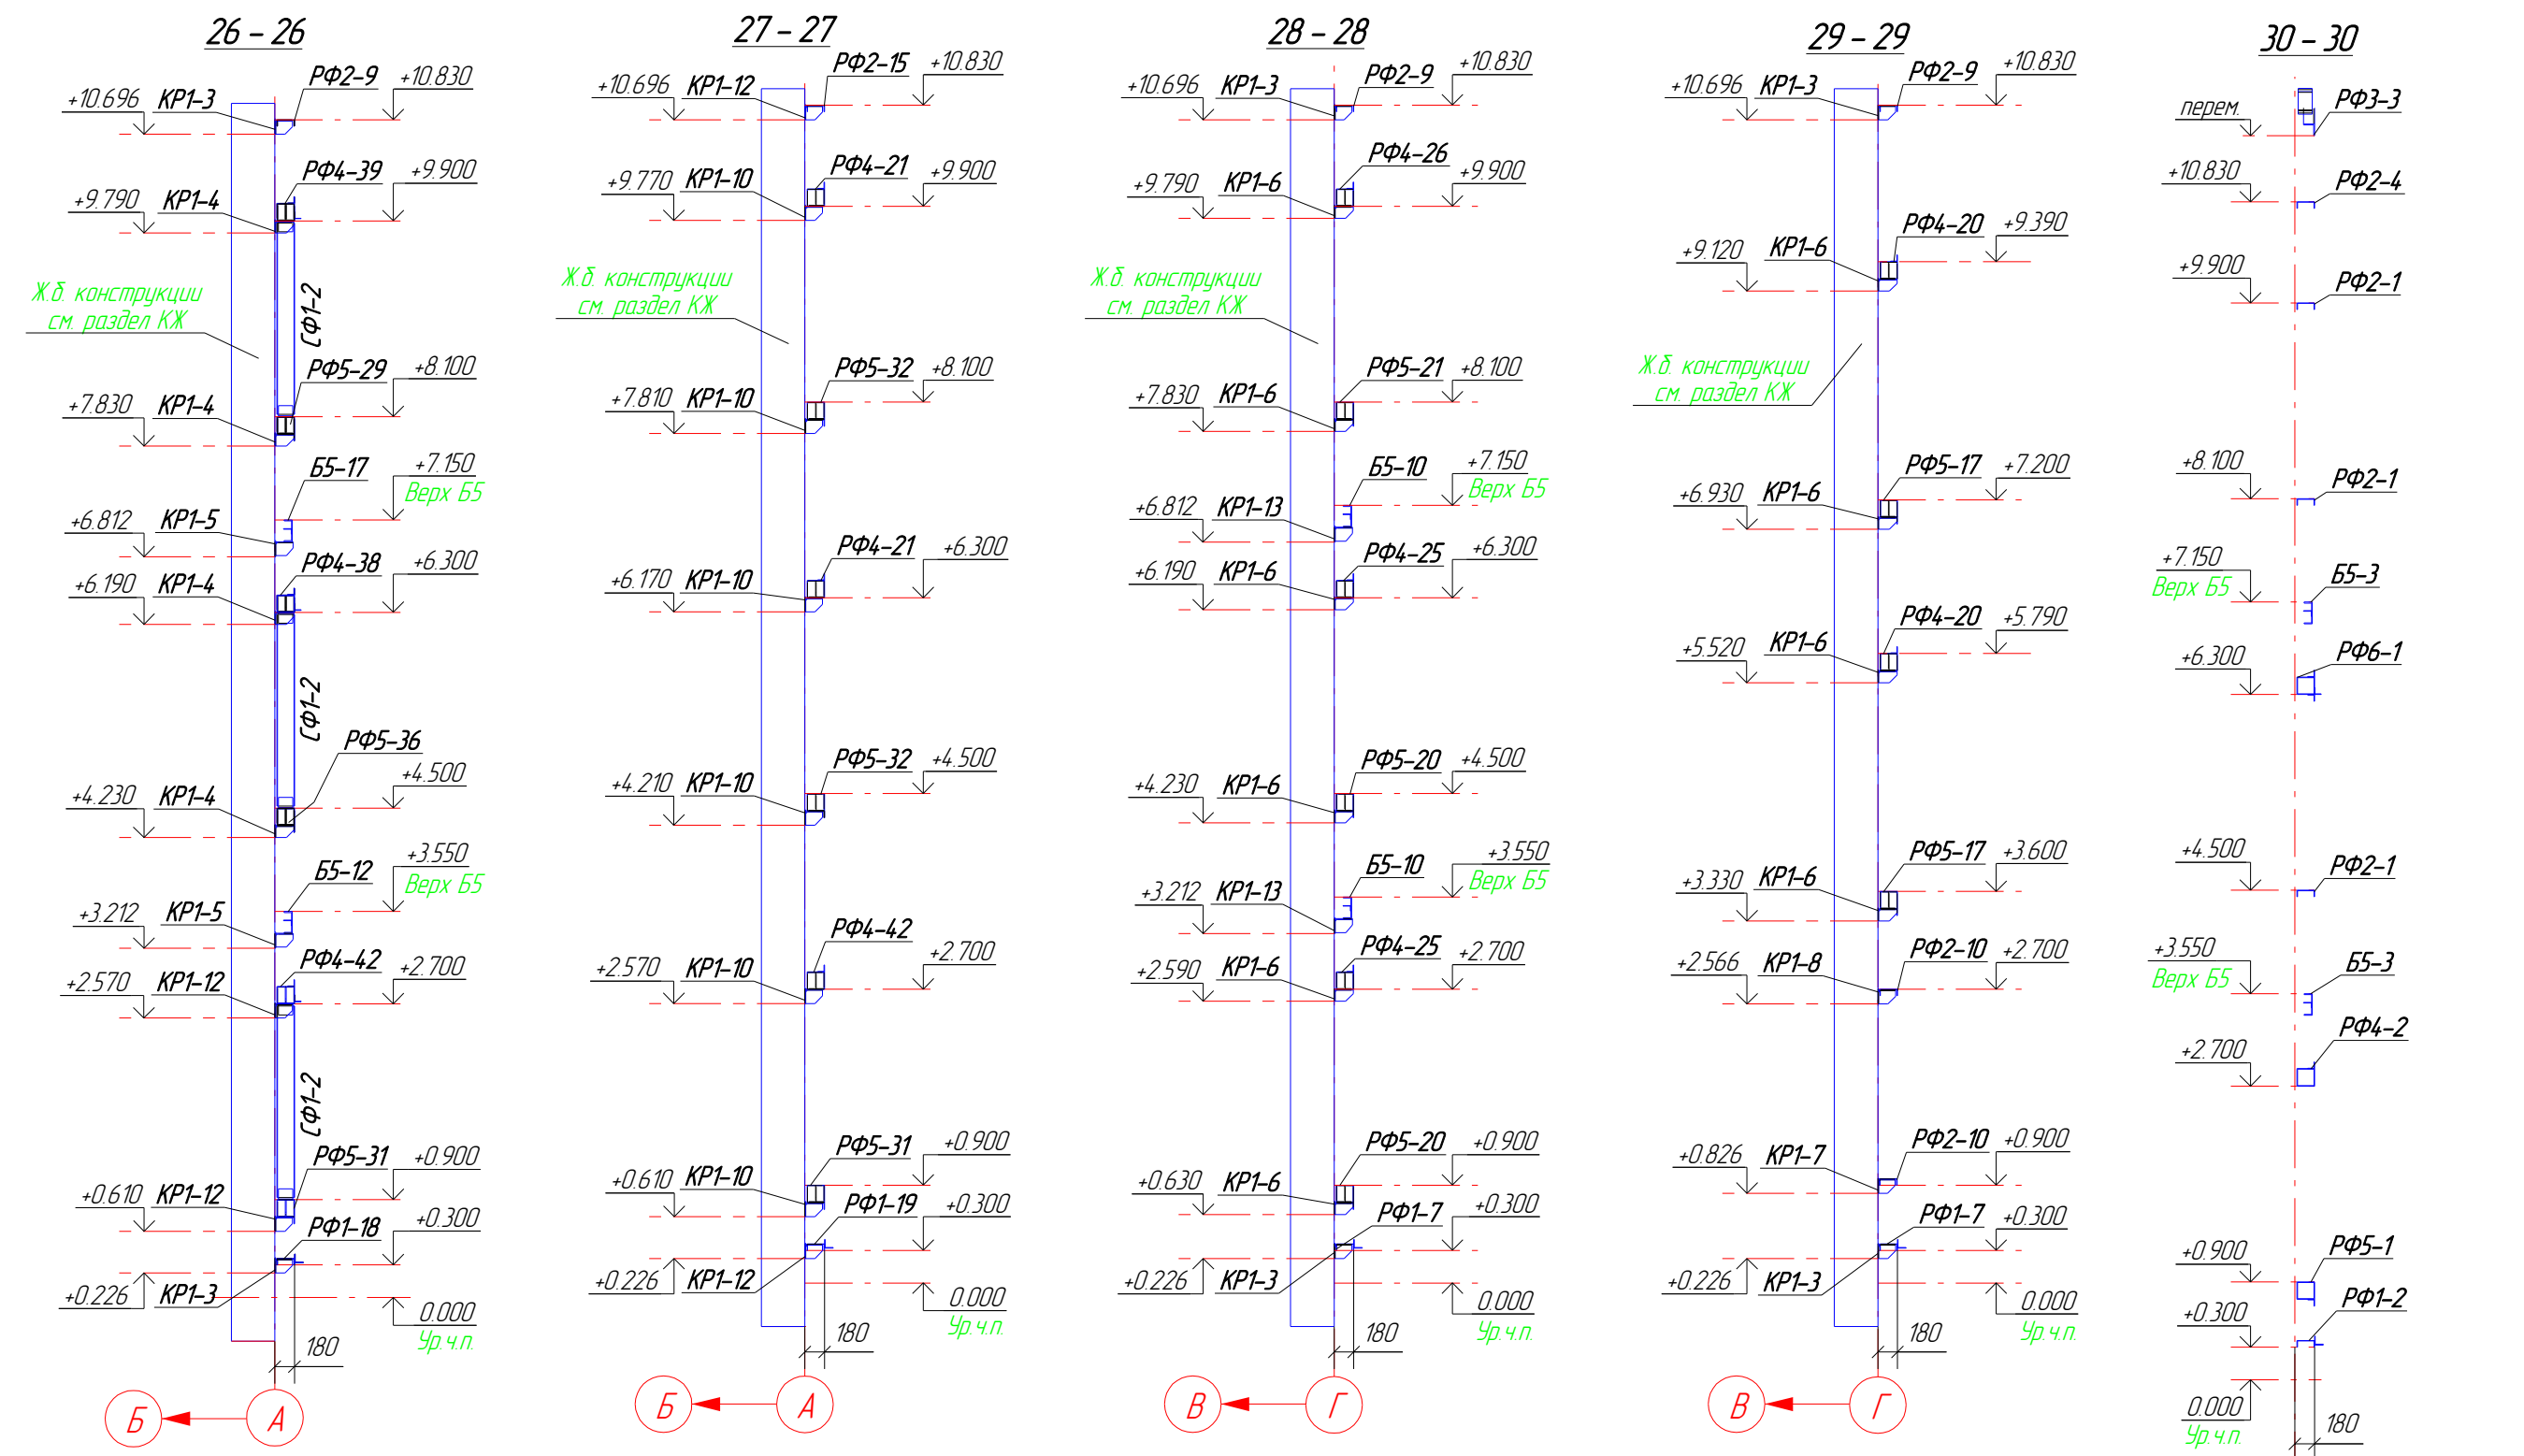 26 – 26
+10.696
КР1–3
РФ2–9
+10.830
РФ4–39
+9.900
+9.790
КР1–4
Ж.б. конструкции
см. раздел КЖ
СФ1–2
РФ5–29
+8.100
+7.830
КР1–4
Б5–17
+7.150
Верх Б5
+6.812
КР1–5
РФ4–38
+6.300
+6.190
КР1–4
СФ1–2
РФ5–36
+4.500
+4.230
КР1–4
Б5–12
+3.550
Верх Б5
+3.212
КР1–5
РФ4–42
+2.700
+2.570
КР1–12
СФ1–2
РФ5–31
+0.900
+0.610
КР1–12
РФ1–18
+0.300
+0.226
КР1–3
0.000
Ур.ч.п.
180
Б
А
27 – 27
+10.696
КР1–12
РФ2–15
+10.830
РФ4–21
+9.900
+9.770
КР1–10
Ж.б. конструкции
см. раздел КЖ
РФ5–32
+8.100
+7.810
КР1–10
РФ4–21
+6.300
+6.170
КР1–10
РФ5–32
+4.500
+4.210
КР1–10
РФ4–42
+2.700
+2.570
КР1–10
РФ5–31
+0.900
+0.610
КР1–10
РФ1–19
+0.300
+0.226
КР1–12
0.000
Ур.ч.п.
180
Б
А
28 – 28
+10.696
КР1–3
РФ2–9
+10.830
РФ4–26
+9.900
+9.790
КР1–6
Ж.б. конструкции
см. раздел КЖ
РФ5–21
+8.100
+7.830
КР1–6
Б5–10
+7.150
Верх Б5
+6.812
КР1–13
РФ4–25
+6.300
+6.190
КР1–6
РФ5–20
+4.500
+4.230
КР1–6
Б5–10
+3.550
Верх Б5
+3.212
КР1–13
РФ4–25
+2.700
+2.590
КР1–6
РФ5–20
+0.900
+0.630
КР1–6
РФ1–7
+0.300
+0.226
КР1–3
0.000
Ур.ч.п.
180
В
Г
29 – 29
+10.696
КР1–3
РФ2–9
+10.830
РФ4–20
+9.390
+9.120
КР1–6
Ж.б. конструкции
см. раздел КЖ
РФ5–17
+7.200
+6.930
КР1–6
РФ4–20
+5.790
+5.520
КР1–6
РФ5–17
+3.600
+3.330
КР1–6
РФ2–10
+2.700
+2.566
КР1–8
РФ2–10
+0.900
+0.826
КР1–7
РФ1–7
+0.300
+0.226
КР1–3
0.000
Ур.ч.п.
180
В
Г
30 – 30
перем.
РФ3–3
+10.830
РФ2–4
+9.900
РФ2–1
+8.100
РФ2–1
+7.150
Верх Б5
Б5–3
+6.300
РФ6–1
+4.500
РФ2–1
+3.550
Верх Б5
Б5–3
+2.700
РФ4–2
+0.900
РФ5–1
+0.300
РФ1–2
0.000
Ур.ч.п.
180